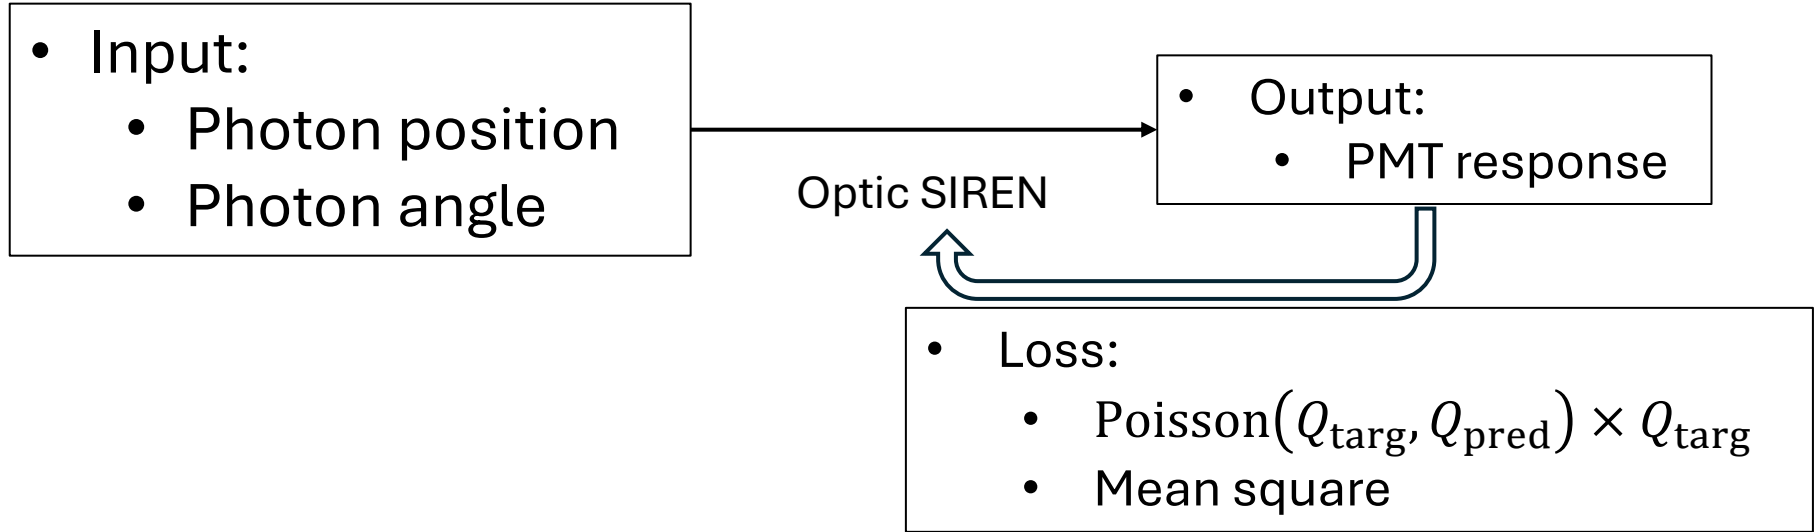 • Input:
• Photon position
• Photon angle
Optic SIREN
• Output:
• PMT response
• Loss:
• Poisson(Q_targ, Q_pred) × Q_targ
• Mean square